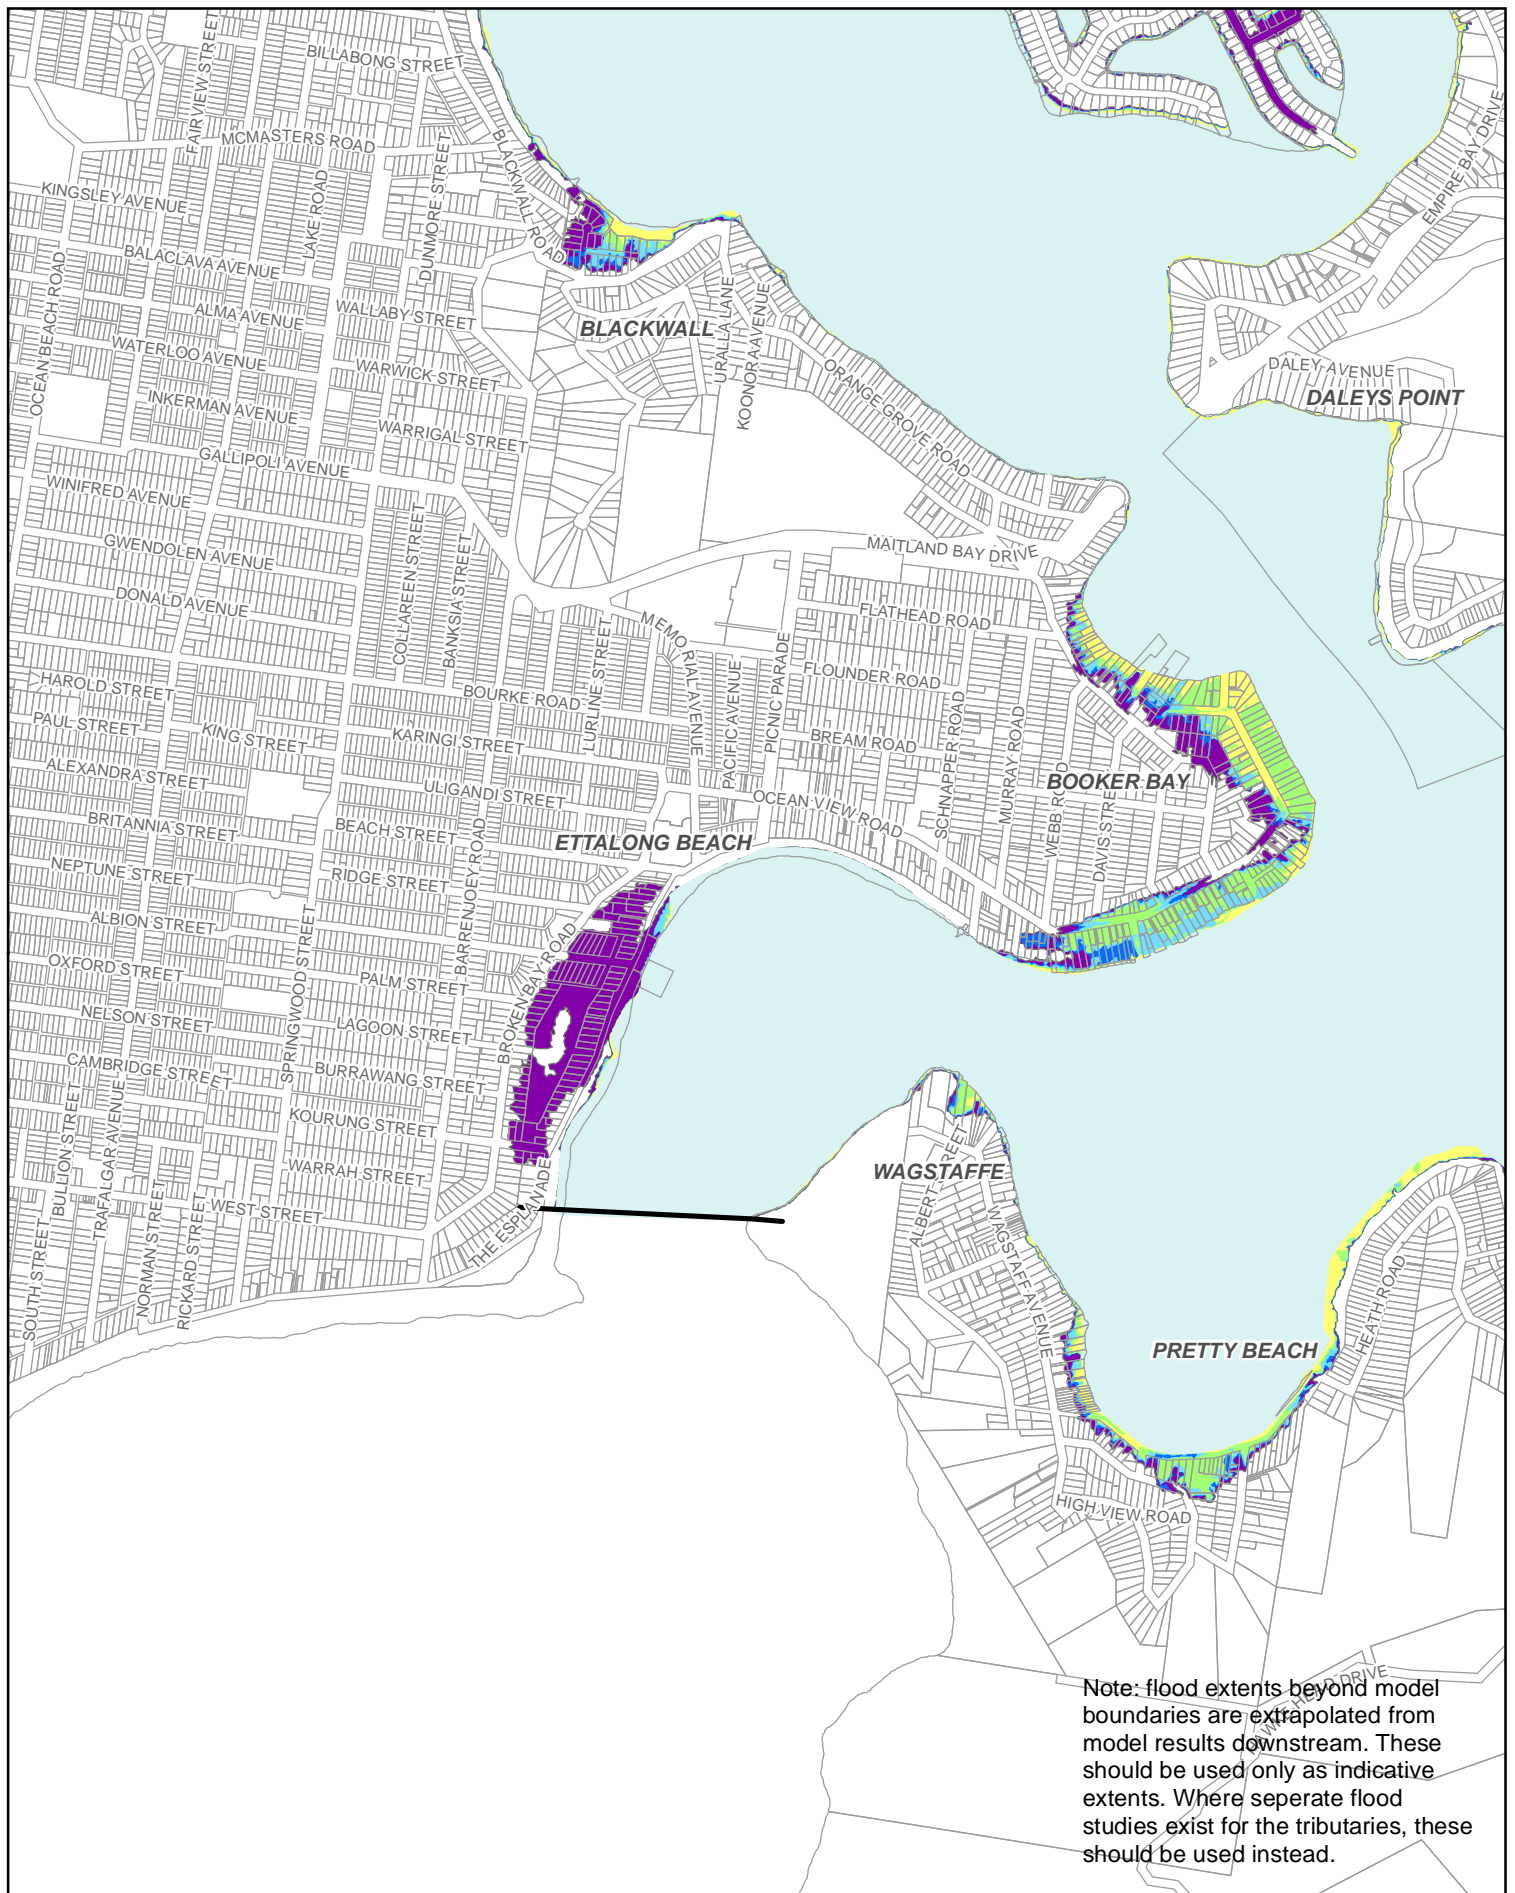 BILLABONG STREET
FAIRVIEW STREET
MCMASTERS ROAD
BLACKWALL ROAD
DUNMORE STREET
LAKE ROAD
KINGSLEY AVENUE
EMPIRE BAY DRIVE
BALACLAVA AVENUE
OCEAN BEACH ROAD
ALMA AVENUE
WALLABY STREET
BLACKWALL
URALLA LANE
KOONORA AVENUE
WATERLOO AVENUE
WARWICK STREET
ORANGE GROVE ROAD
DALEY AVENUE
DALEYS POINT
INKERMAN AVENUE
WARRIGAL STREET
GALLIPOLI AVENUE
WINIFRED AVENUE
COLLAREEN STREET
BANKSIA STREET
GWENDOLEN AVENUE
MAITLAND BAY DRIVE
DONALD AVENUE
FLATHEAD ROAD
MEMORIAL AVENUE
LURLINE STREET
PACIFIC AVENUE
PICNIC PARADE
FLOUNDER ROAD
HAROLD STREET
BOURKE ROAD
PAUL STREET
KING STREET
KARINGI STREET
BREAM ROAD
SCHNAPPER ROAD
MURRAY ROAD
WEBB ROAD
DAVIS STREET
BOOKER BAY
ALEXANDRA STREET
ULIGANDI STREET
OCEAN VIEW ROAD
BRITANNIA STREET
BEACH STREET
ETTALONG BEACH
NEPTUNE STREET
RIDGE STREET
BARRENJOEY ROAD
ALBION STREET
SPRINGWOOD STREET
BROKEN BAY ROAD
OXFORD STREET
PALM STREET
NELSON STREET
LAGOON STREET
CAMBRIDGE STREET
BURRAWANG STREET
BULLION STREET
TRAFALGAR AVENUE
KOURUNG STREET
WARRAH STREET
WAGSTAFFE
ALBERT STREET
WAGSTAFF AVENUE
WEST STREET
THE ESPLANADE
SOUTH STREET
NORMAN STREET
RICKARD STREET
HEATH ROAD
PRETTY BEACH
HIGH VIEW ROAD
HAWKE HEAD DRIVE
Note: flood extents beyond model
boundaries are extrapolated from
model results downstream. These
should be used only as indicative
extents. Where seperate flood
studies exist for the tributaries, these
should be used instead.